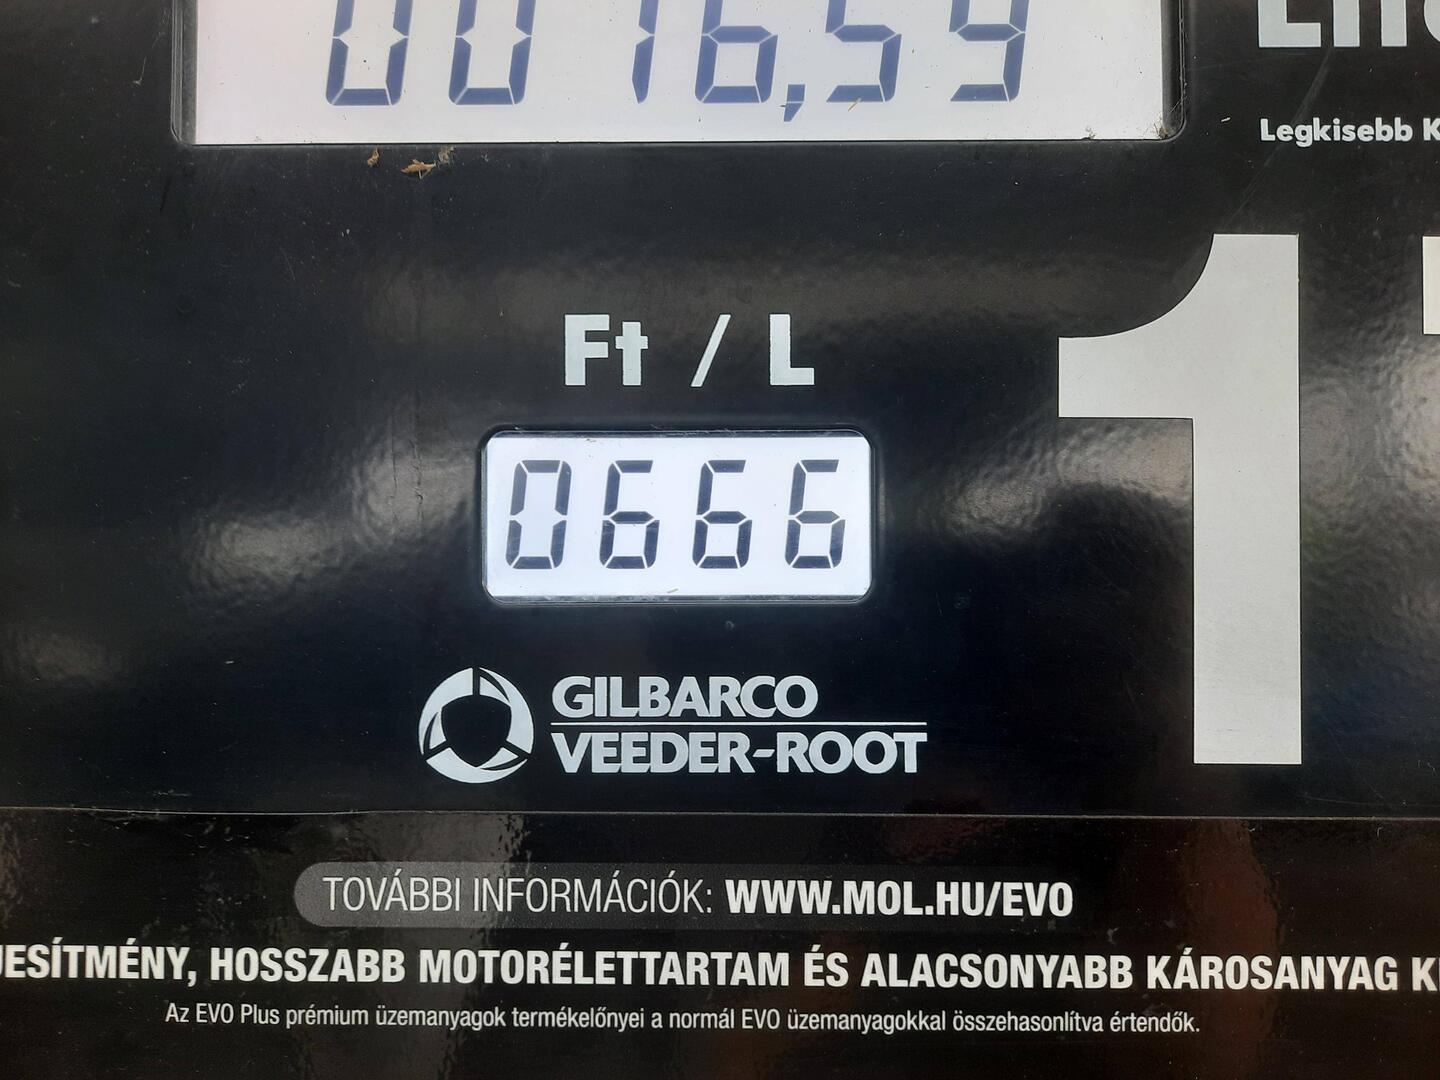 0016,59
Legkisebb
Ft / L
0666
1
GILBARCO
VEEDER-ROOT
TOVÁBBI INFORMÁCIÓK: WWW.MOL.HU/EVO
HOSSZABB MOTORÉLETTARTAM ÉS ALACSONYABB KÁROSANYAG
Az EVO Plus prémium üzemanyagok termékelőnyei a normál EVO üzemanyagokkal összehasonlítva értendők.